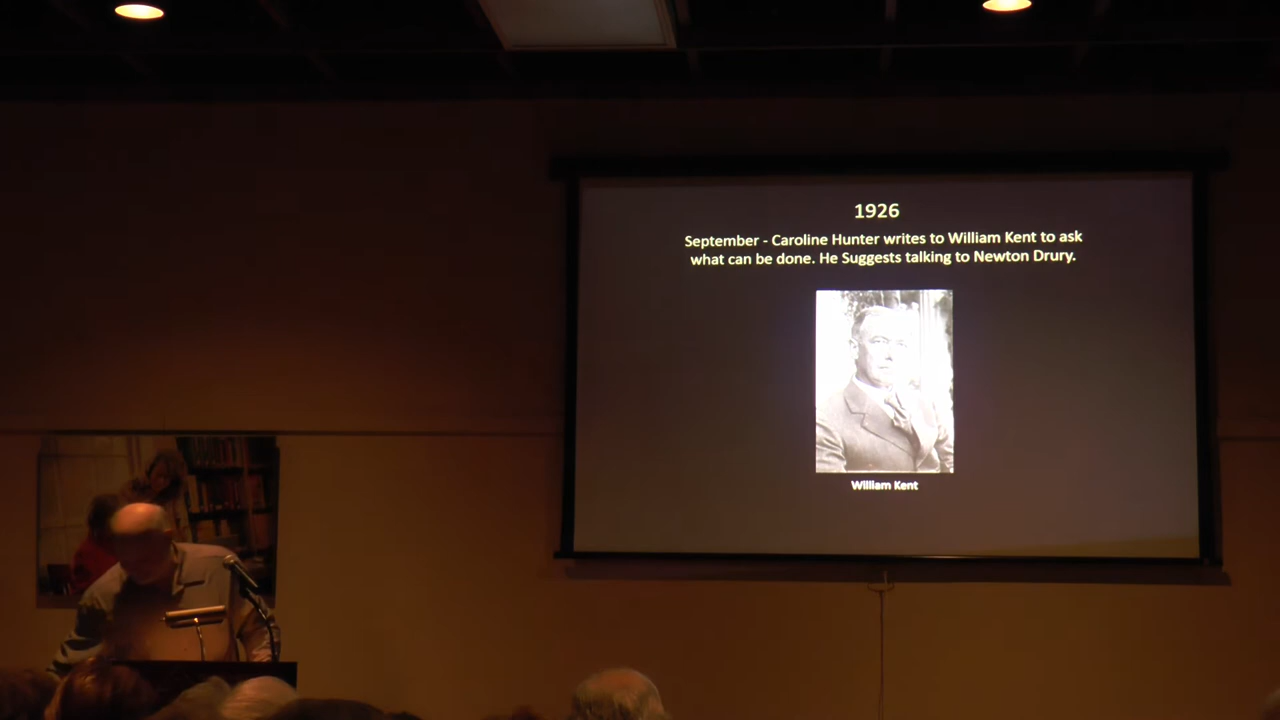 1926
September - Caroline Hunter writes to William Kent to ask
what can be done. He Suggests talking to Newton Drury.
William Kent